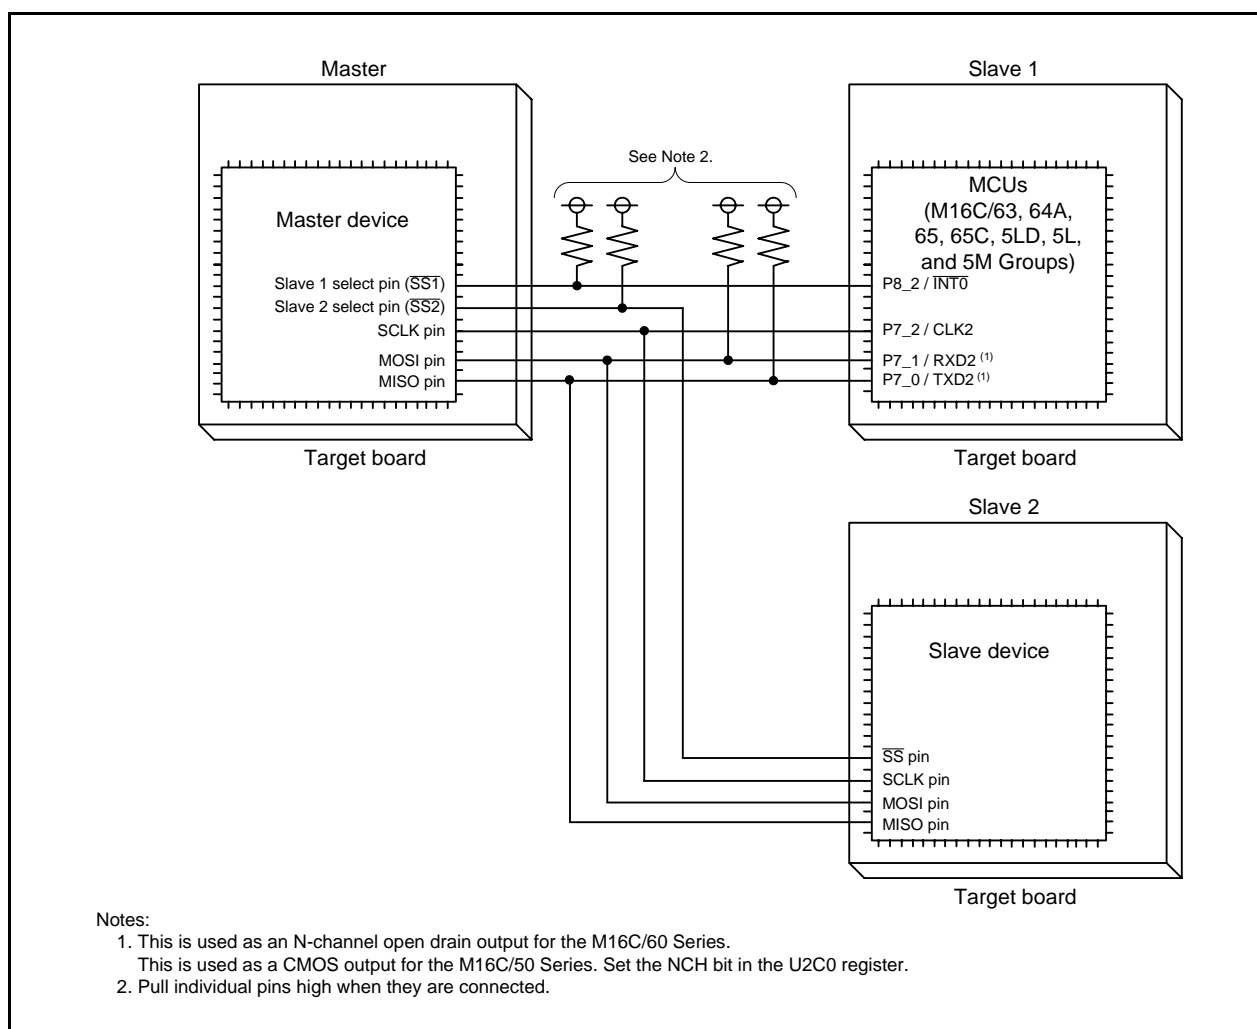 Master
Slave 1
See Note 2.
Master device
MCUs
(M16C/63, 64A,
65, 65C, 5LD, 5L,
and 5M Groups)
Slave 1 select pin (S̅S̅1̅)
Slave 2 select pin (S̅S̅2̅)
SCLK pin
MOSI pin
MISO pin
P8_2 / I̅N̅T̅0̅
P7_2 / CLK2
P7_1 / RXD2 (1)
P7_0 / TXD2 (1)
Target board
Target board
Slave 2
Slave device
S̅S̅ pin
SCLK pin
MOSI pin
MISO pin
Target board
Notes:
1. This is used as an N-channel open drain output for the M16C/60 Series.
This is used as a CMOS output for the M16C/50 Series. Set the NCH bit in the U2C0 register.
2. Pull individual pins high when they are connected.